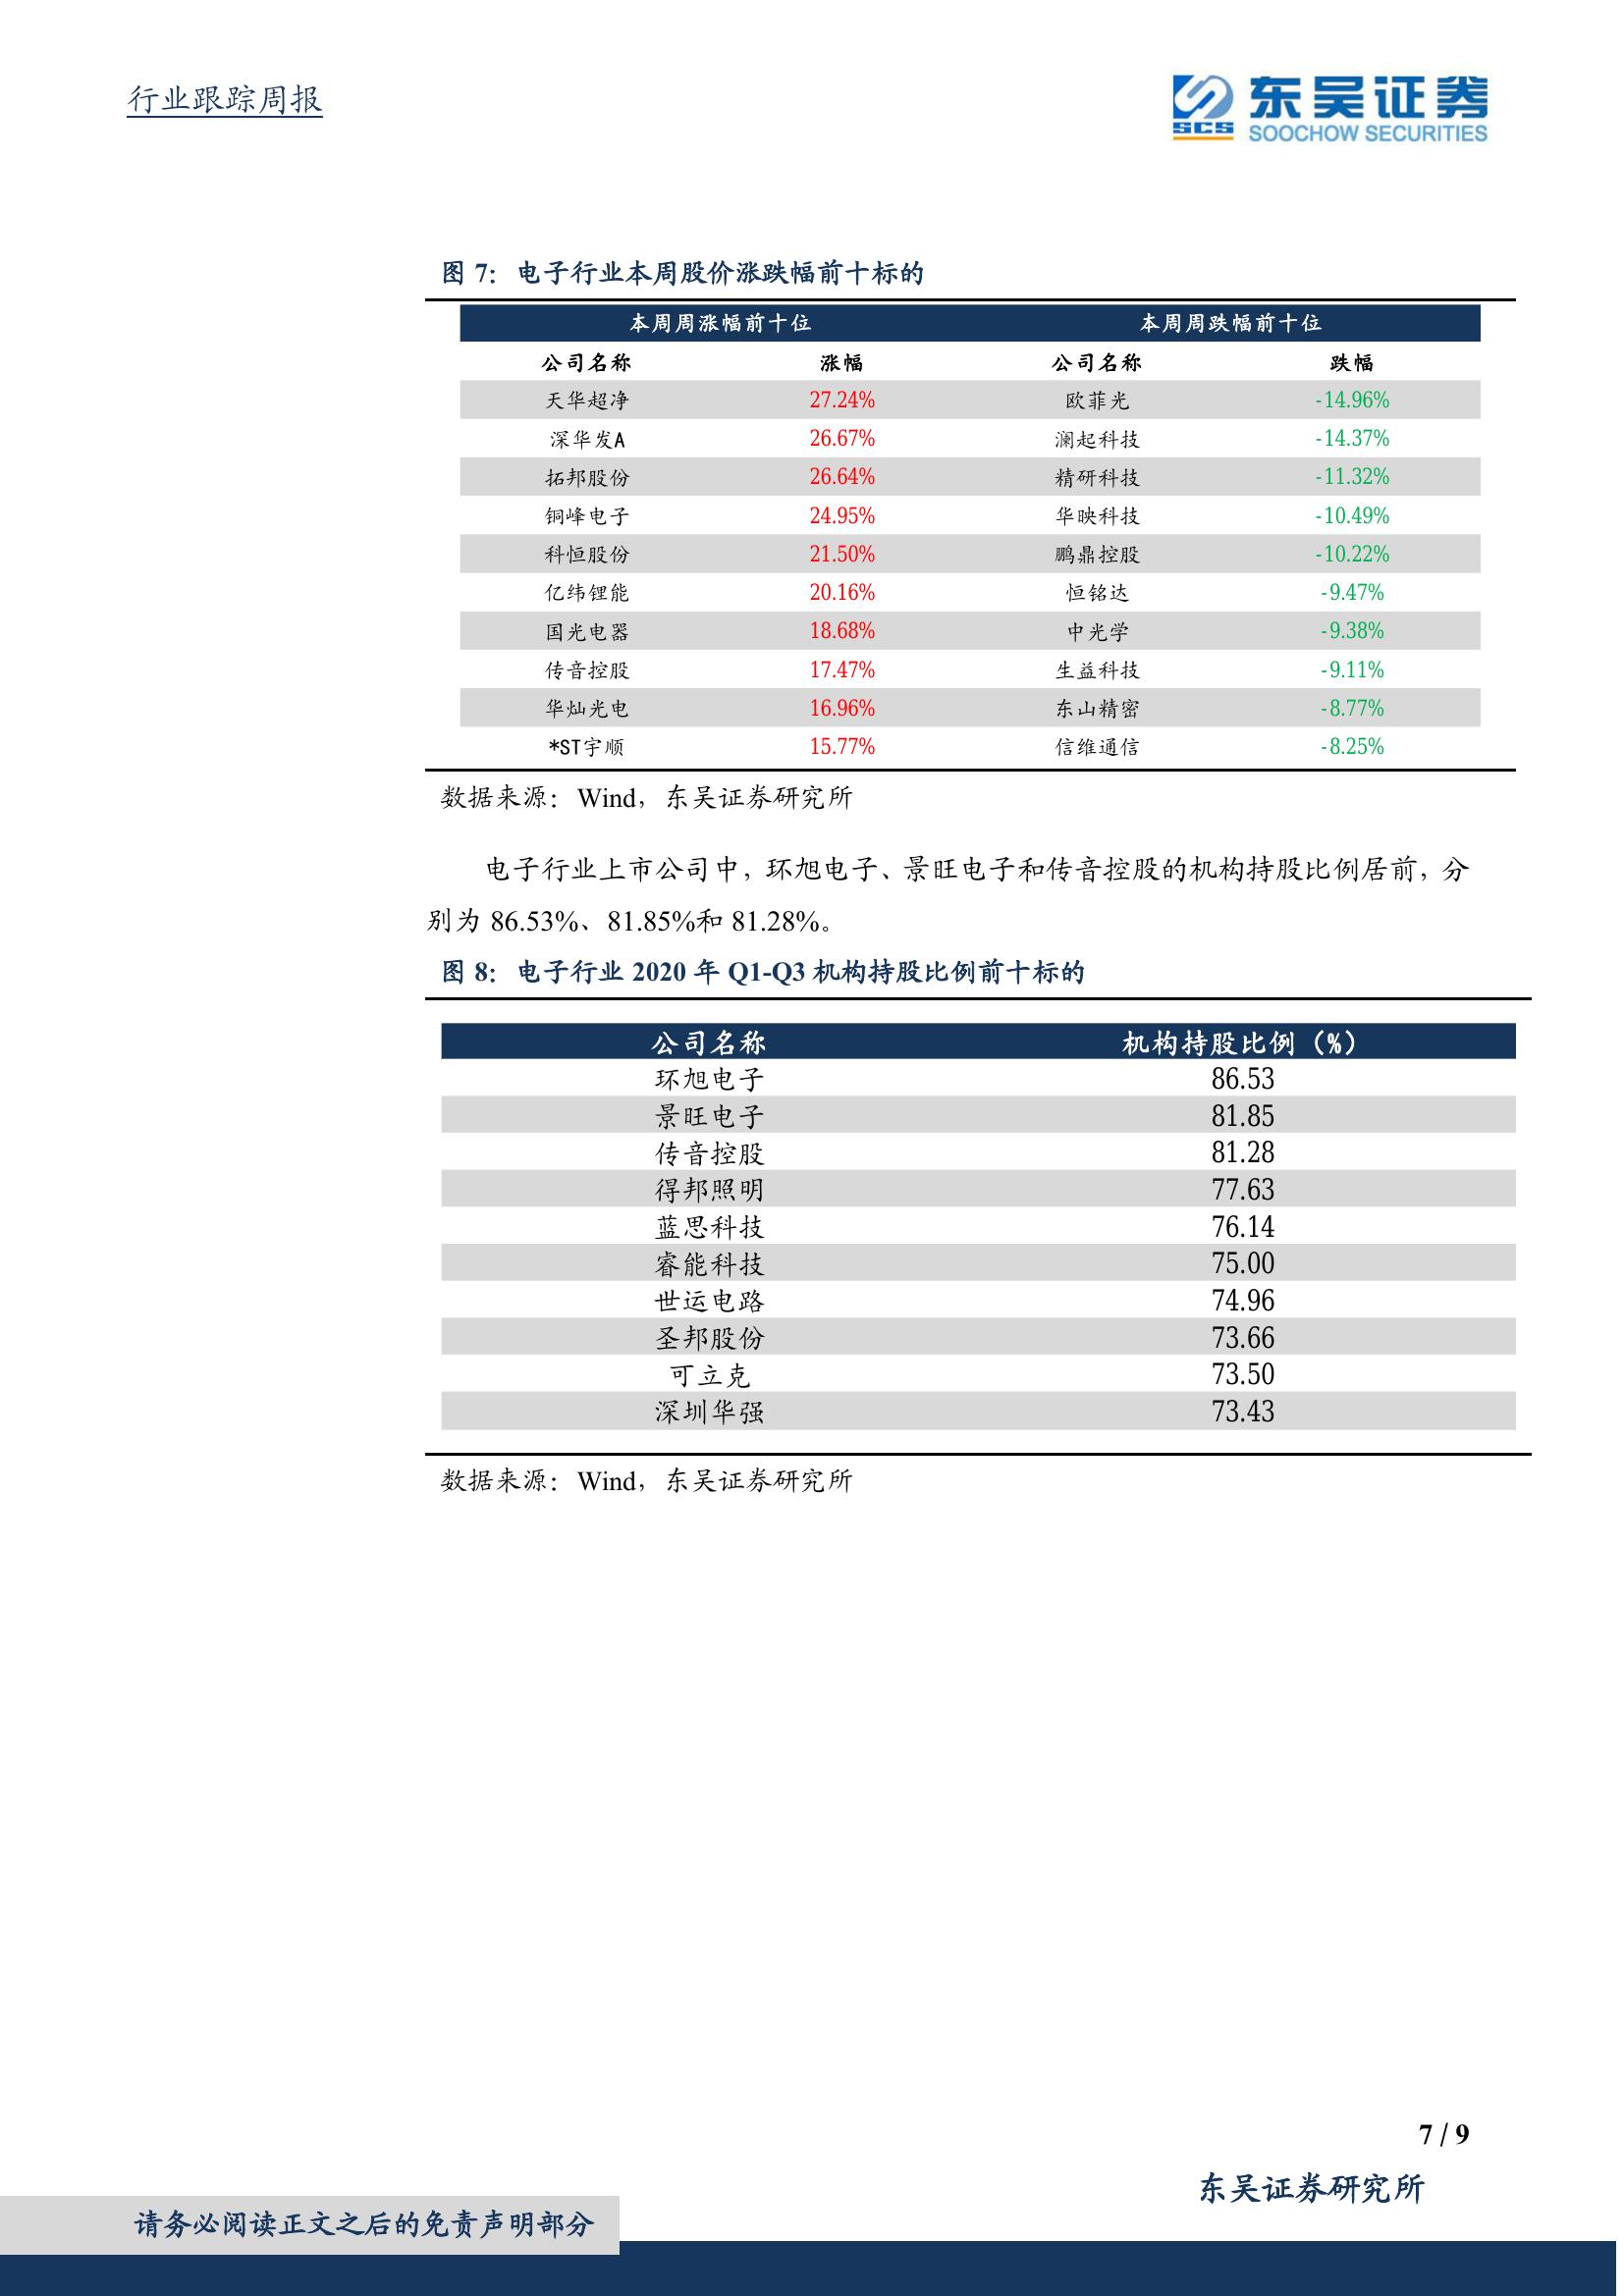 行业跟踪周报
SCS 东吴证券
SOOCHOW SECURITIES
图 7：电子行业本周股价涨跌幅前十标的
本周周涨幅前十位 本周周跌幅前十位
公司名称 涨幅 公司名称 跌幅
天华超净 27.24% 欧菲光 -14.96%
深华发A 26.67% 澜起科技 -14.37%
拓邦股份 26.64% 精研科技 -11.32%
铜峰电子 24.95% 华映科技 -10.49%
科恒股份 21.50% 鹏鼎控股 -10.22%
亿纬锂能 20.16% 恒铭达 -9.47%
国光电器 18.68% 中光学 -9.38%
传音控股 17.47% 生益科技 -9.11%
华灿光电 16.96% 东山精密 -8.77%
*ST宇顺 15.77% 信维通信 -8.25%
数据来源：Wind，东吴证券研究所
电子行业上市公司中，环旭电子、景旺电子和传音控股的机构持股比例居前，分
别为 86.53%、81.85%和 81.28%。
图 8：电子行业 2020 年 Q1-Q3 机构持股比例前十标的
公司名称 机构持股比例（%）
环旭电子 86.53
景旺电子 81.85
传音控股 81.28
得邦照明 77.63
蓝思科技 76.14
睿能科技 75.00
世运电路 74.96
圣邦股份 73.66
可立克 73.50
深圳华强 73.43
数据来源：Wind，东吴证券研究所
7 / 9
东吴证券研究所
请务必阅读正文之后的免责声明部分